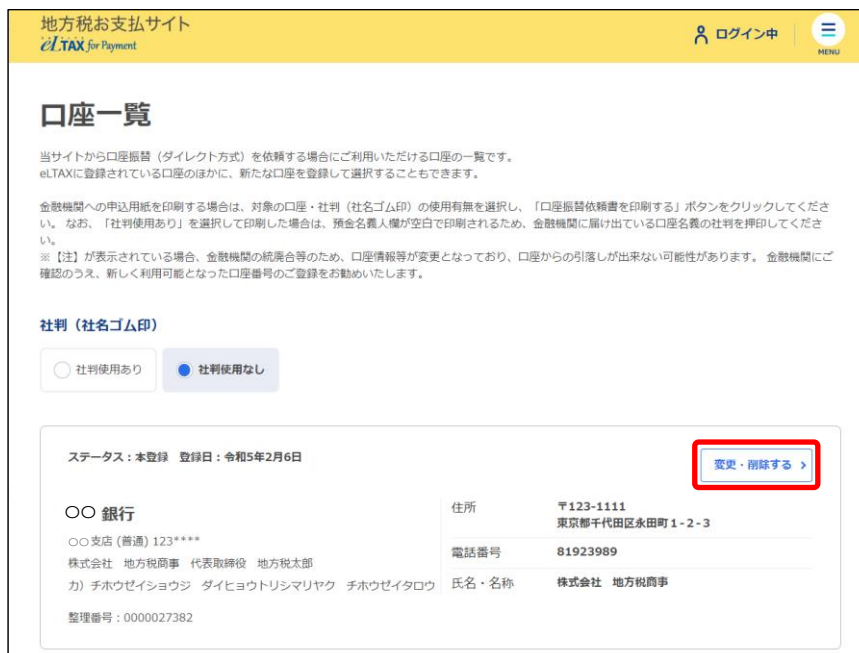 地方税お支払サイト
eLTAX for Payment
ログイン中
MENU
口座一覧
当サイトから口座振替（ダイレクト方式）を依頼する場合にご利用いただける口座の一覧です。
eLTAXに登録されている口座のほかに、新たな口座を登録して選択することもできます。
金融機関への申込用紙を印刷する場合は、対象の口座・社判（社名ゴム印）の使用有無を選択し、「口座振替依頼書を印刷する」ボタンをクリックしてくださ
い。 なお、「社判使用あり」を選択して印刷した場合は、預金名義人欄が空白で印刷されるため、金融機関に届け出ている口座名義の社判を押印してくださ
い。
※【注】が表示されている場合、金融機関の統廃合等のため、口座情報等が変更となっており、口座からの引落しが出来ない可能性があります。 金融機関にご
確認のうえ、新しく利用可能となった口座番号のご登録をお勧めいたします。
社判（社名ゴム印）
社判使用あり
社判使用なし
ステータス：本登録 登録日：令和5年2月6日
変更・削除する
〇〇 銀行
〇〇支店 (普通) 123****
株式会社 地方税商事 代表取締役 地方税太郎
カ）チホウゼイショウジ ダイヒョウトリシマリヤク チホウゼイタロウ
整理番号：0000027382
住所
〒123-1111
東京都千代田区永田町１-２-３
電話番号
81923989
氏名・名称
株式会社 地方税商事